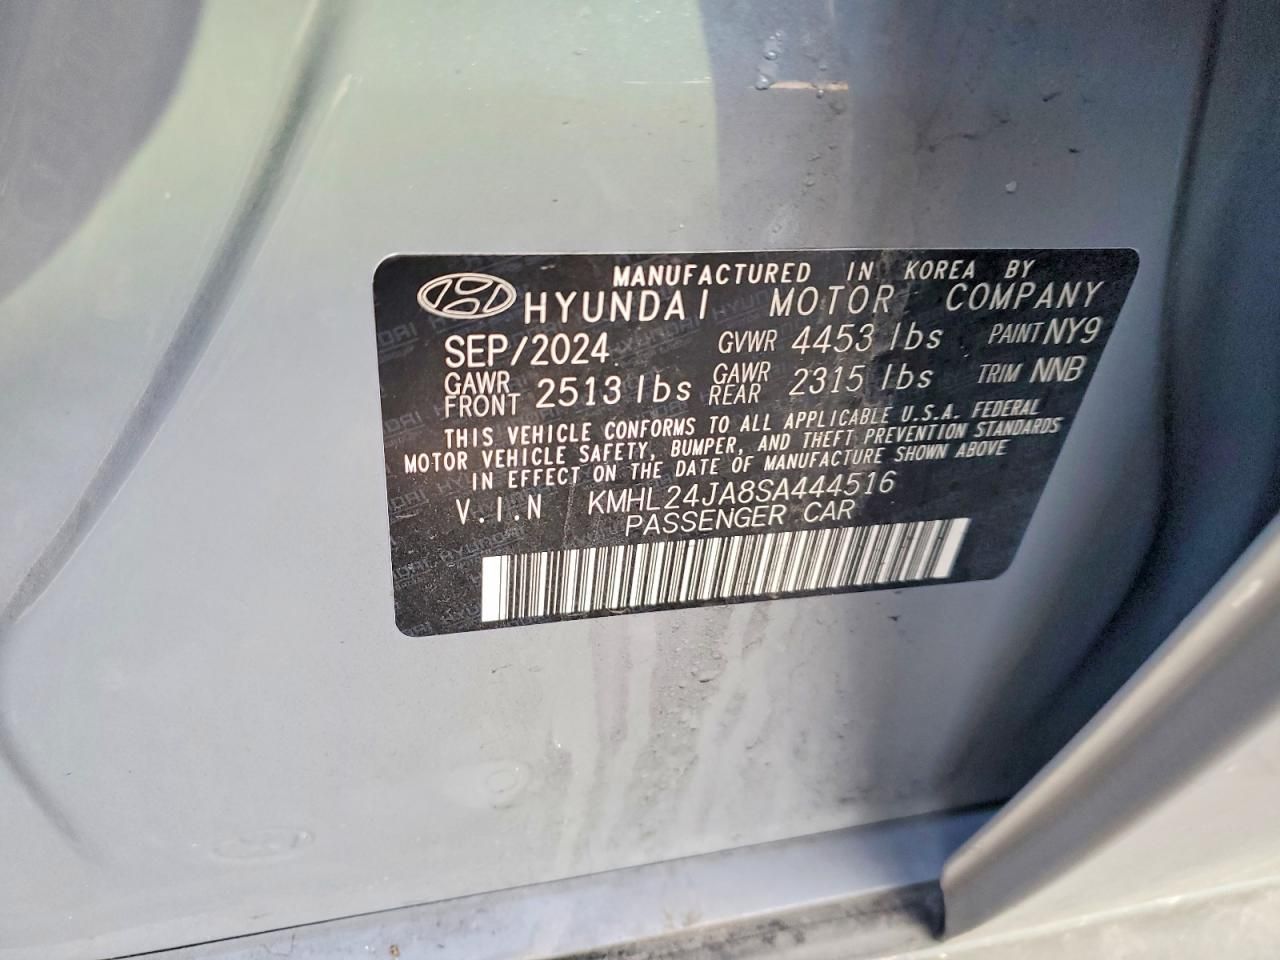 MANUFACTURED IN KOREA BY
HYUNDAI MOTOR COMPANY
SEP/2024 GVWR 4453 lbs PAINT NY9
GAWR FRONT 2513 lbs GAWR REAR 2315 lbs TRIM NNB
THIS VEHICLE CONFORMS TO ALL APPLICABLE U.S.A. FEDERAL
MOTOR VEHICLE SAFETY, BUMPER, AND THEFT PREVENTION STANDARDS
IN EFFECT ON THE DATE OF MANUFACTURE SHOWN ABOVE
V.I.N KMHL24JA8SA444516
PASSENGER CAR